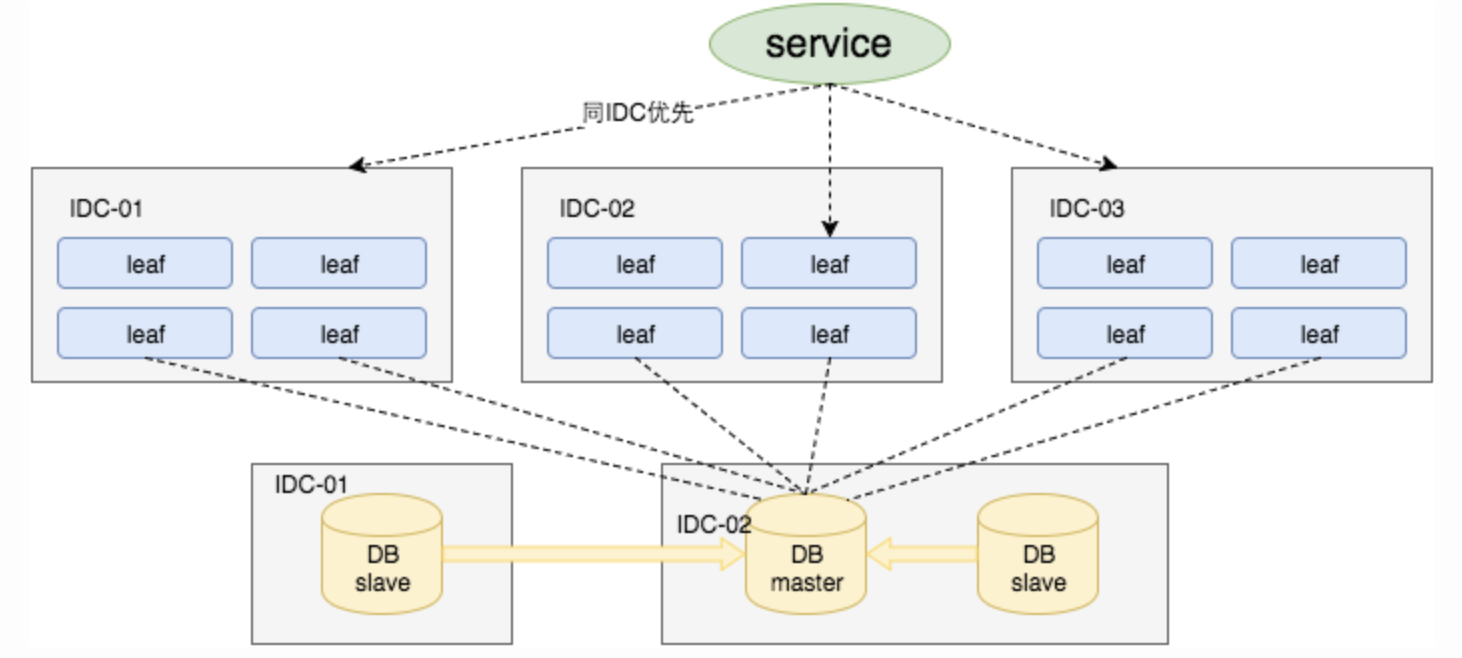 service
同IDC优先
IDC-01
IDC-02
IDC-03
leaf
leaf
leaf
leaf
leaf
leaf
leaf
leaf
leaf
leaf
leaf
leaf
IDC-01
IDC-02
DB
slave
DB
master
DB
slave